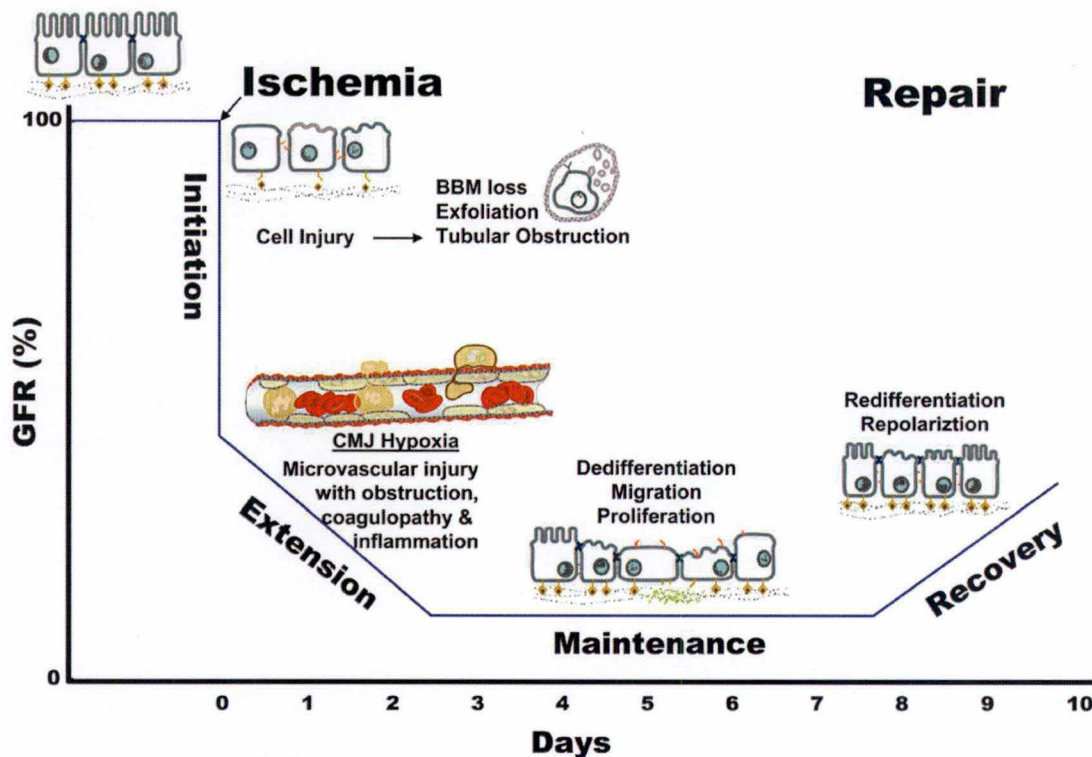 Ischemia
Repair
100
Initiation
BBM loss
Exfoliation
Cell Injury
Tubular Obstruction
GFR (%)
CMJ Hypoxia
Microvascular injury
with obstruction,
coagulopathy &
inflammation
Extension
Dedifferentiation
Migration
Proliferation
Redifferentiation
Repolariztion
Recovery
Maintenance
0
0 1 2 3 4 5 6 7 8 9 10
Days